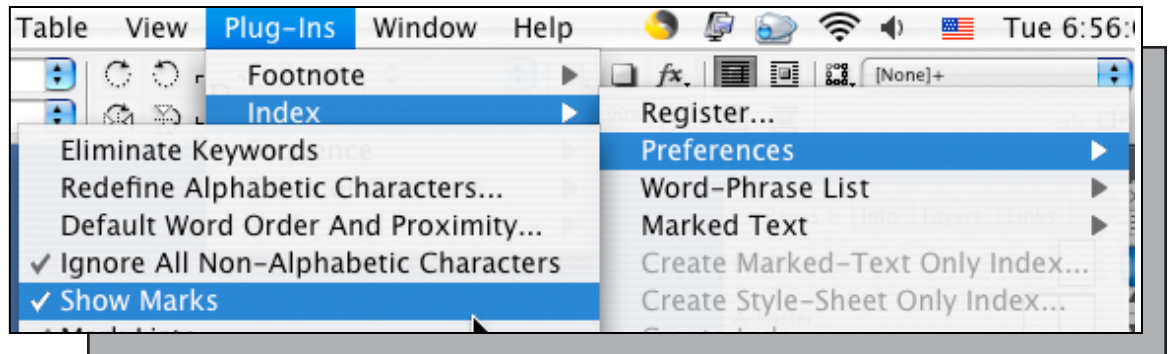 Table View Plug-Ins Window Help Tue 6:56:
Footnote
fx. [None]+
Index
Register...
Eliminate Keywords
Preferences
Redefine Alphabetic Characters...
Word-Phrase List
Default Word Order And Proximity...
Marked Text
Ignore All Non-Alphabetic Characters
Create Marked-Text Only Index...
Show Marks
Create Style-Sheet Only Index...